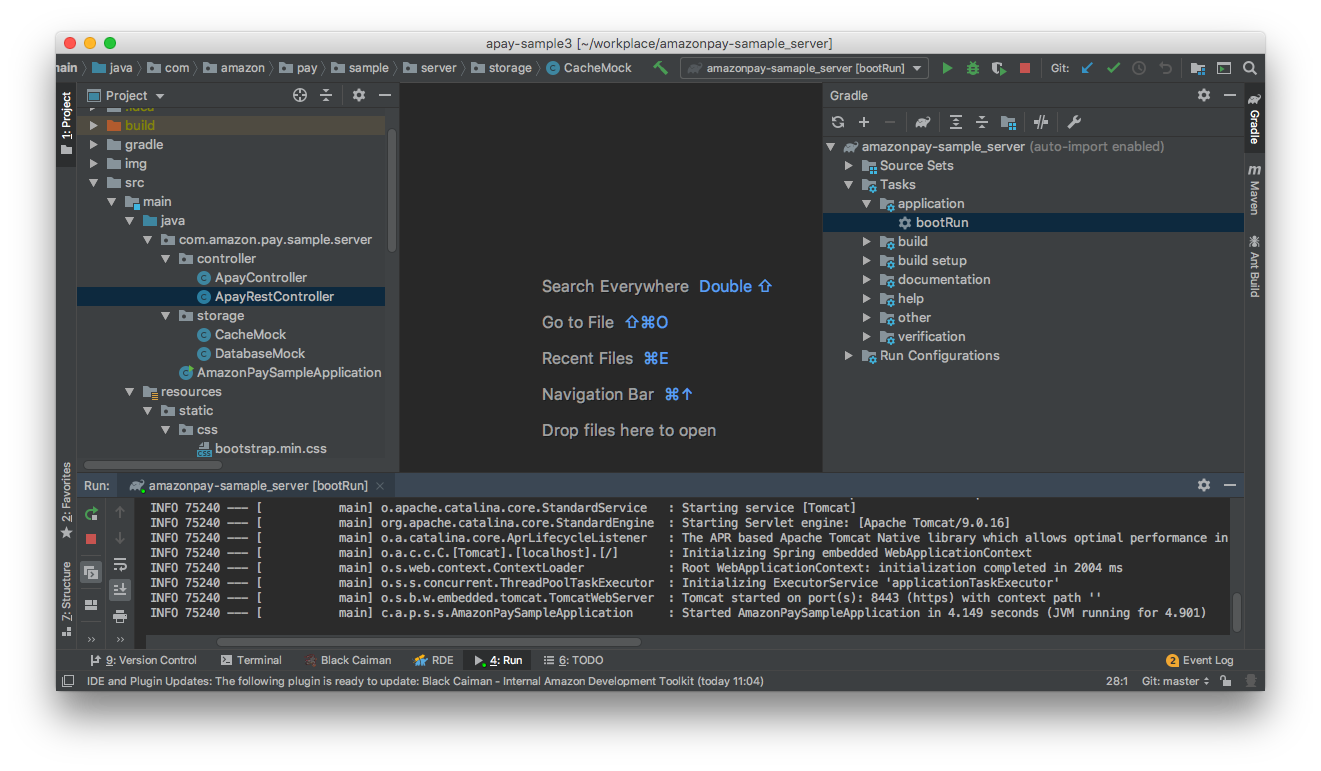 apay-sample3 [~/workplace/amazonpay-samaple_server]
main java com amazon pay sample server storage CacheMock amazonpay-samaple_server [bootRun] Git:
1: Project
Project
.idea
build
gradle
img
src
main
java
com.amazon.pay.sample.server
controller
ApayController
ApayRestController
storage
CacheMock
DatabaseMock
AmazonPaySampleApplication
resources
static
css
bootstrap.min.css
Search Everywhere Double ⇧
Go to File ⇧⌘O
Recent Files ⌘E
Navigation Bar ⌘↑
Drop files here to open
Gradle
amazonpay-sample_server (auto-import enabled)
Source Sets
Tasks
application
bootRun
build
build setup
documentation
help
other
verification
Run Configurations
Gradle
m Maven
Ant Build
2: Favorites
Z: Structure
Run: amazonpay-samaple_server [bootRun]
INFO 75240 --- [           main] o.apache.catalina.core.StandardService   : Starting service [Tomcat]
INFO 75240 --- [           main] org.apache.catalina.core.StandardEngine  : Starting Servlet engine: [Apache Tomcat/9.0.16]
INFO 75240 --- [           main] o.a.catalina.core.AprLifecycleListener   : The APR based Apache Tomcat Native library which allows optimal performance in
INFO 75240 --- [           main] o.a.c.c.C.[Tomcat].[localhost].[/]       : Initializing Spring embedded WebApplicationContext
INFO 75240 --- [           main] o.s.web.context.ContextLoader            : Root WebApplicationContext: initialization completed in 2004 ms
INFO 75240 --- [           main] o.s.s.concurrent.ThreadPoolTaskExecutor  : Initializing ExecutorService 'applicationTaskExecutor'
INFO 75240 --- [           main] o.s.b.w.embedded.tomcat.TomcatWebServer  : Tomcat started on port(s): 8443 (https) with context path ''
INFO 75240 --- [           main] c.a.p.s.s.AmazonPaySampleApplication     : Started AmazonPaySampleApplication in 4.149 seconds (JVM running for 4.901)
9: Version Control Terminal Black Caiman RDE 4: Run 6: TODO 2 Event Log
IDE and Plugin Updates: The following plugin is ready to update: Black Caiman - Internal Amazon Development Toolkit (today 11:04) 28:1 Git: master